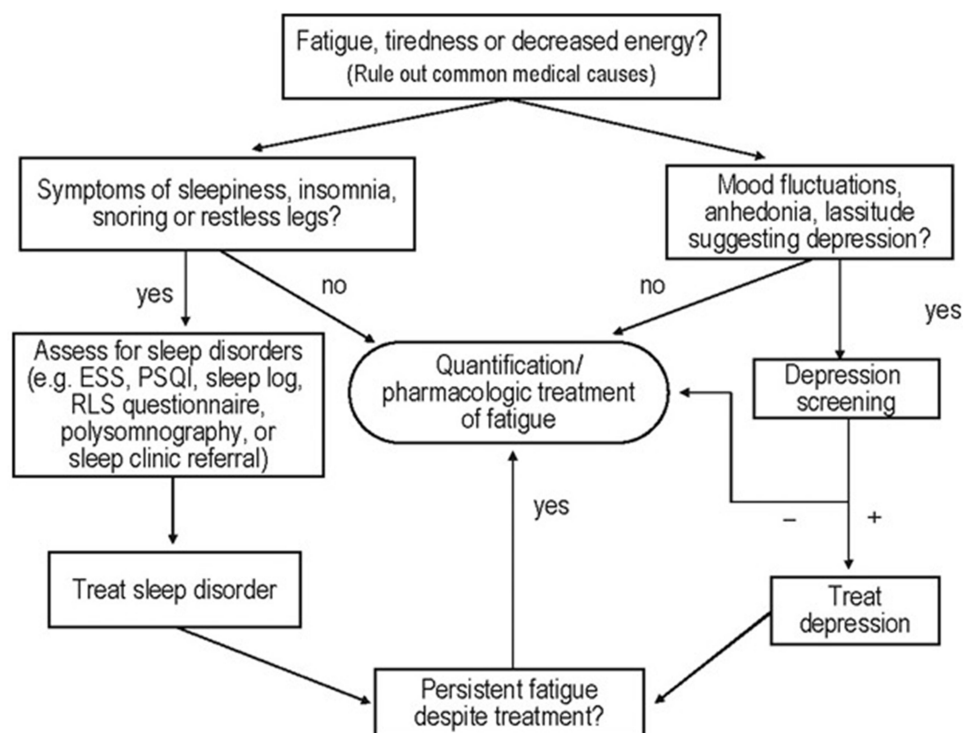 Fatigue, tiredness or decreased energy?
(Rule out common medical causes)
Symptoms of sleepiness, insomnia,
snoring or restless legs?
Mood fluctuations,
anhedonia, lassitude
suggesting depression?
yes
no
no
yes
Assess for sleep disorders
(e.g. ESS, PSQI, sleep log,
RLS questionnaire,
polysomnography, or
sleep clinic referral)
Quantification/
pharmacologic treatment
of fatigue
Depression
screening
yes
–
+
Treat sleep disorder
Treat
depression
Persistent fatigue
despite treatment?